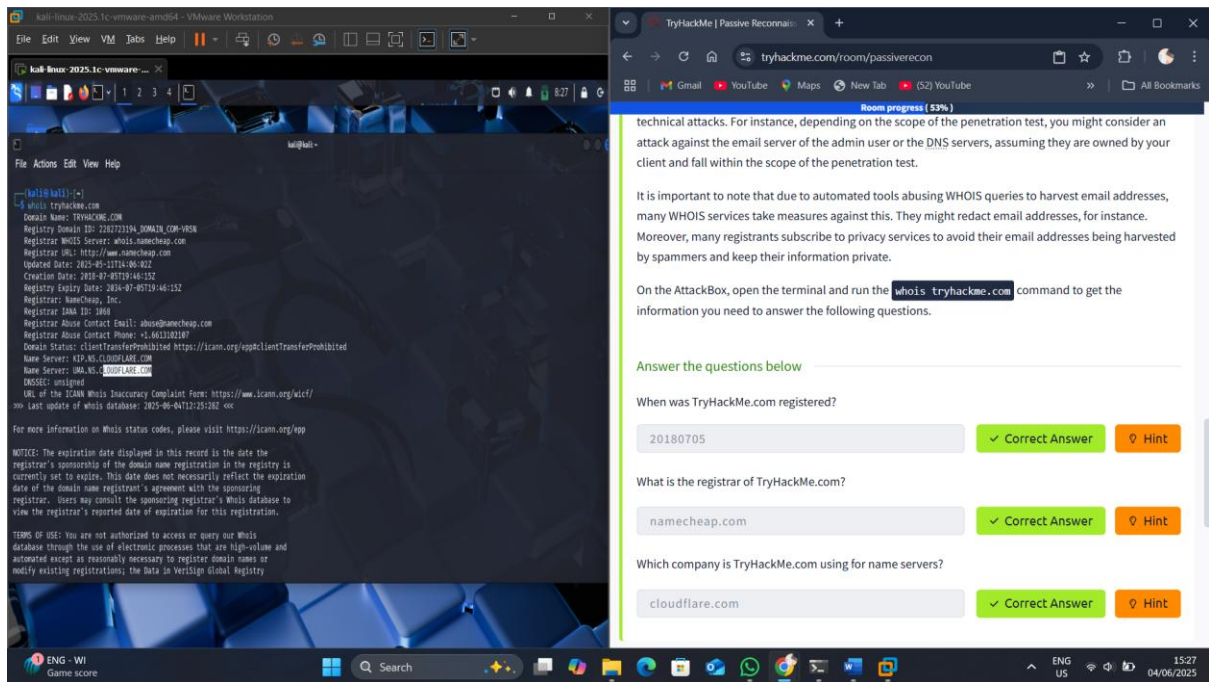 kali-linux-2025.1c-vmware-amd64 - VMware Workstation
File Edit View VM Tabs Help
kali-linux-2025.1c-vmware-...
1 2 3 4
8:27
kali@kali: ~
File Actions Edit View Help
(kali㉿kali)-[~]
$ whois tryhackme.com
Domain Name: TRYHACKME.COM
Registry Domain ID: 2282723194_DOMAIN_COM-VRSN
Registrar WHOIS Server: whois.namecheap.com
Registrar URL: http://www.namecheap.com
Updated Date: 2025-05-11T14:06:02Z
Creation Date: 2018-07-05T19:46:15Z
Registry Expiry Date: 2034-07-05T19:46:15Z
Registrar: NameCheap, Inc.
Registrar IANA ID: 1068
Registrar Abuse Contact Email: abuse@namecheap.com
Registrar Abuse Contact Phone: +1.6613102107
Domain Status: clientTransferProhibited https://icann.org/epp#clientTransferProhibited
Name Server: KIP.NS.CLOUDFLARE.COM
Name Server: UMA.NS.CLOUDFLARE.COM
DNSSEC: unsigned
URL of the ICANN Whois Inaccuracy Complaint Form: https://www.icann.org/wicf/
>>> Last update of whois database: 2025-06-04T12:25:28Z <<<
For more information on Whois status codes, please visit https://icann.org/epp
NOTICE: The expiration date displayed in this record is the date the
registrar's sponsorship of the domain name registration in the registry is
currently set to expire. This date does not necessarily reflect the expiration
date of the domain name registrant's agreement with the sponsoring
registrar. Users may consult the sponsoring registrar's Whois database to
view the registrar's reported date of expiration for this registration.
TERMS OF USE: You are not authorized to access or query our Whois
database through the use of electronic processes that are high-volume and
automated except as reasonably necessary to register domain names or
modify existing registrations; the Data in VeriSign Global Registry
TryHackMe | Passive Reconnais
tryhackme.com/room/passiverecon
Gmail YouTube Maps New Tab (52) YouTube » All Bookmarks
Room progress ( 53% )
technical attacks. For instance, depending on the scope of the penetration test, you might consider an
attack against the email server of the admin user or the DNS servers, assuming they are owned by your
client and fall within the scope of the penetration test.
It is important to note that due to automated tools abusing WHOIS queries to harvest email addresses,
many WHOIS services take measures against this. They might redact email addresses, for instance.
Moreover, many registrants subscribe to privacy services to avoid their email addresses being harvested
by spammers and keep their information private.
On the AttackBox, open the terminal and run the whois tryhackme.com command to get the
information you need to answer the following questions.
Answer the questions below
When was TryHackMe.com registered?
20180705 Correct Answer Hint
What is the registrar of TryHackMe.com?
namecheap.com Correct Answer Hint
Which company is TryHackMe.com using for name servers?
cloudflare.com Correct Answer Hint
1 ENG - WI
Game score
Search
ENG
US
15:27
04/06/2025